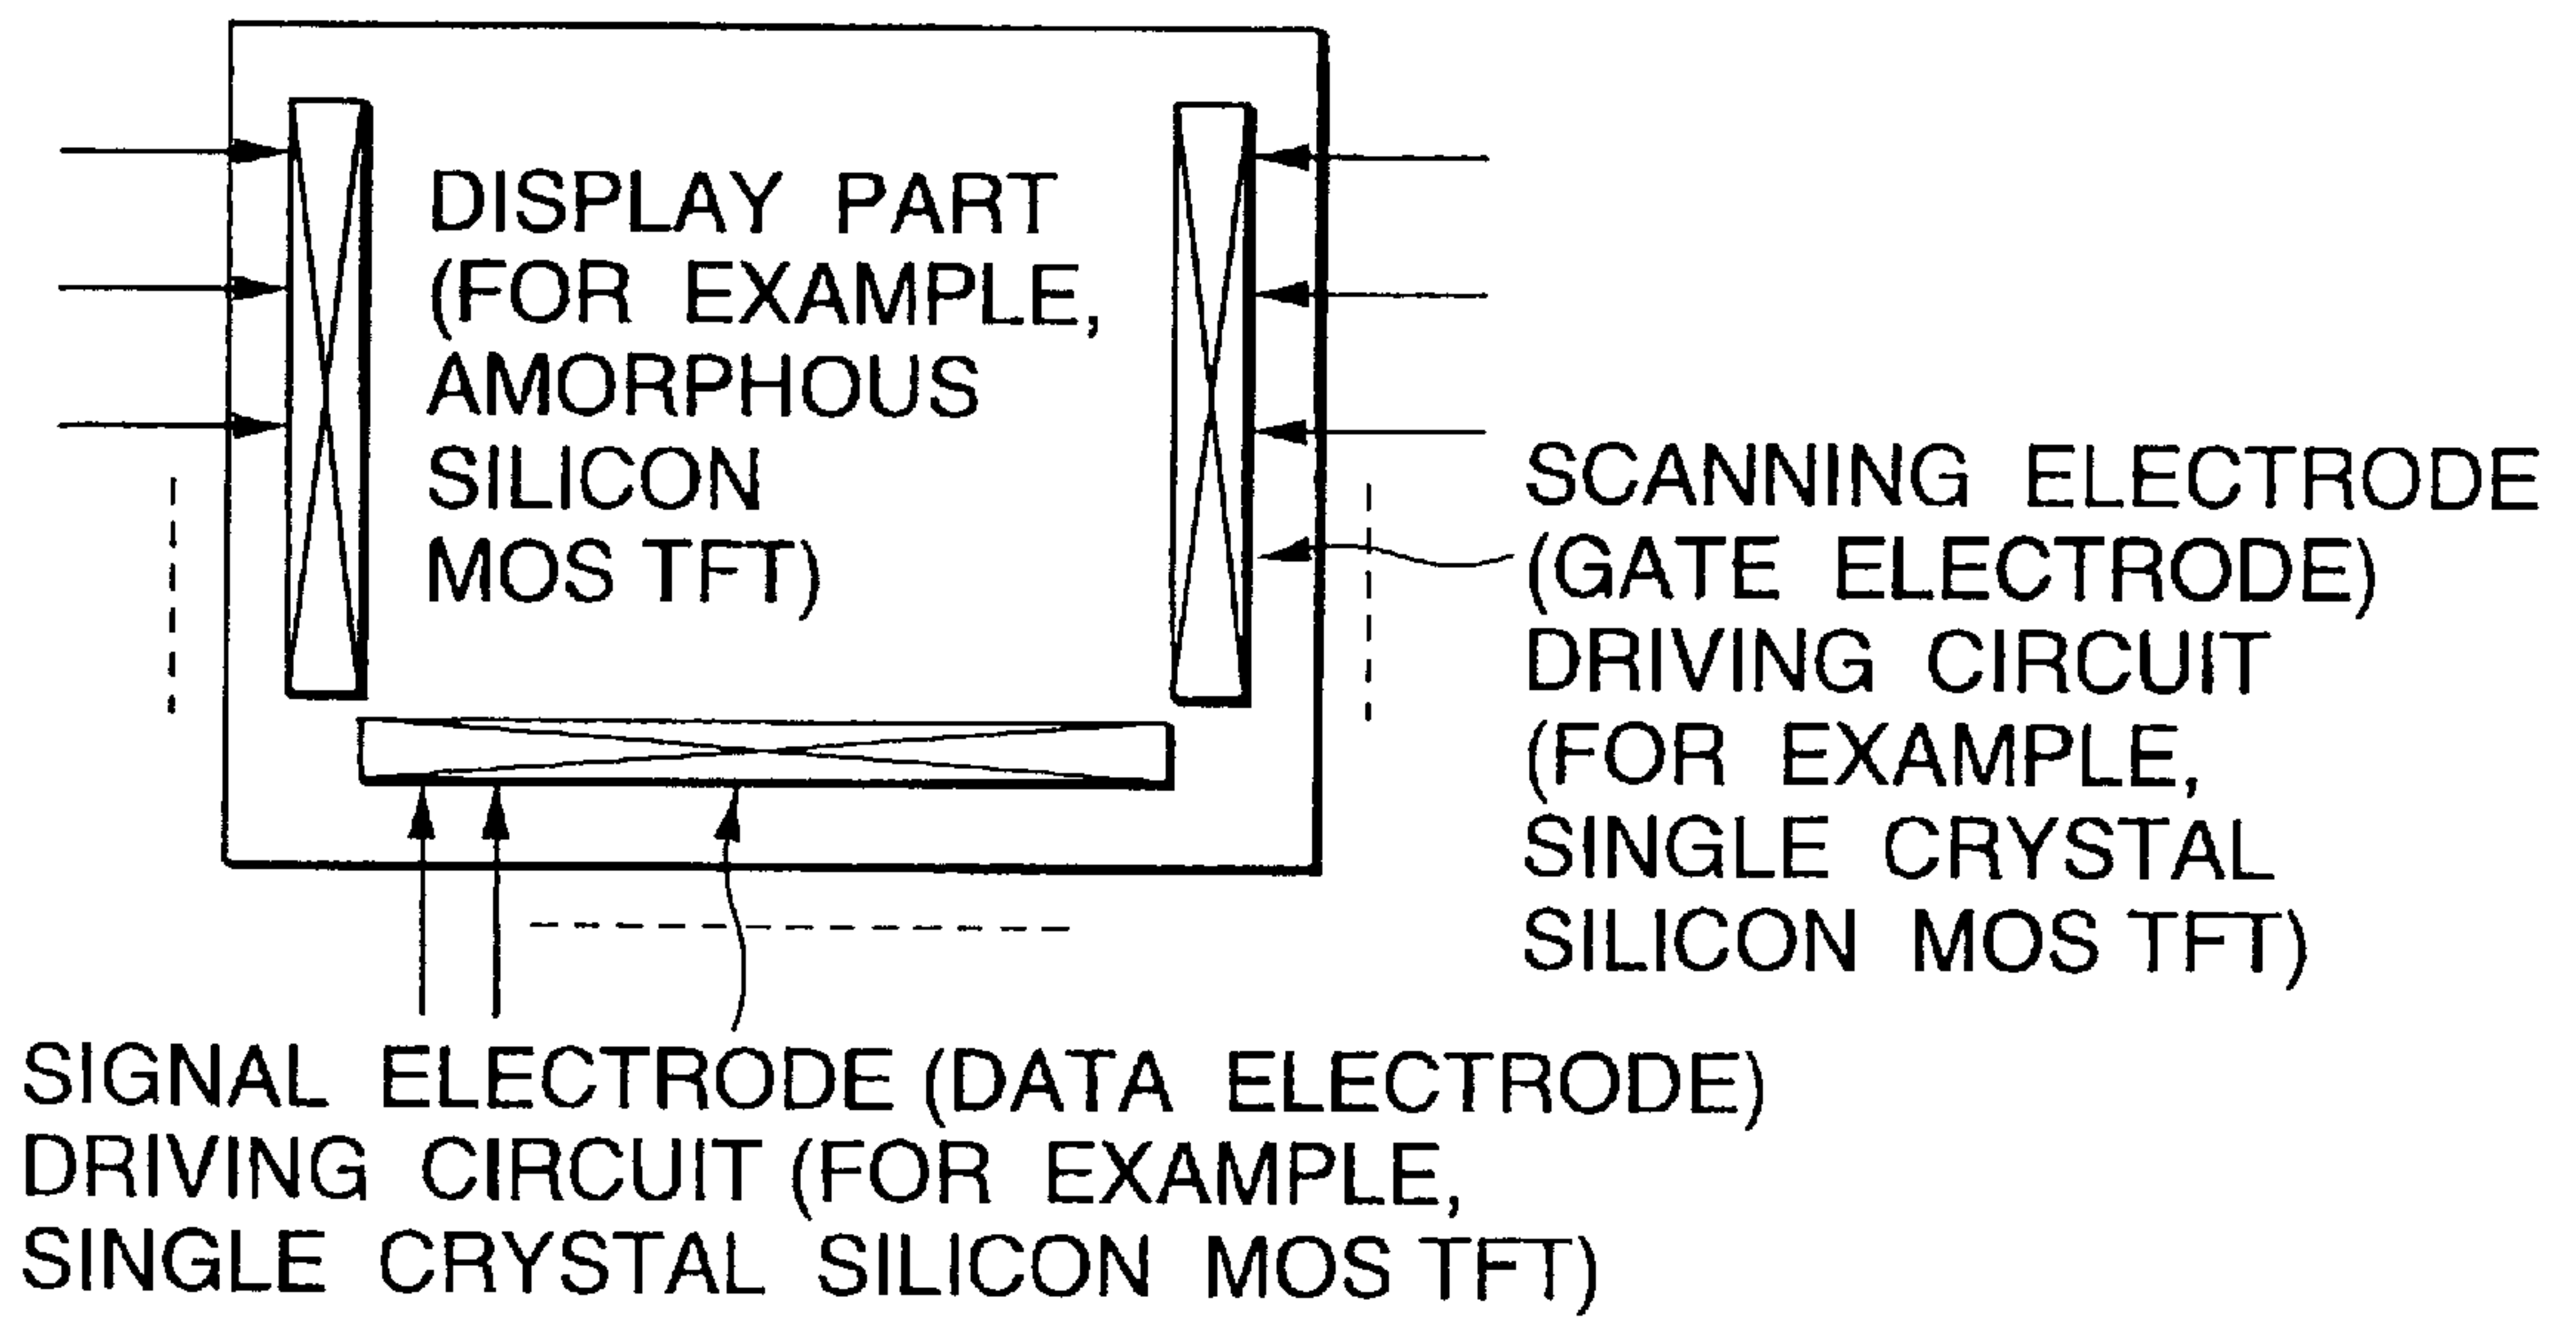 DISPLAY PART
(FOR EXAMPLE,
AMORPHOUS
SILICON
MOS TFT)
SCANNING ELECTRODE
(GATE ELECTRODE)
DRIVING CIRCUIT
(FOR EXAMPLE,
SINGLE CRYSTAL
SILICON MOS TFT)
SIGNAL ELECTRODE (DATA ELECTRODE)
DRIVING CIRCUIT (FOR EXAMPLE,
SINGLE CRYSTAL SILICON MOS TFT)